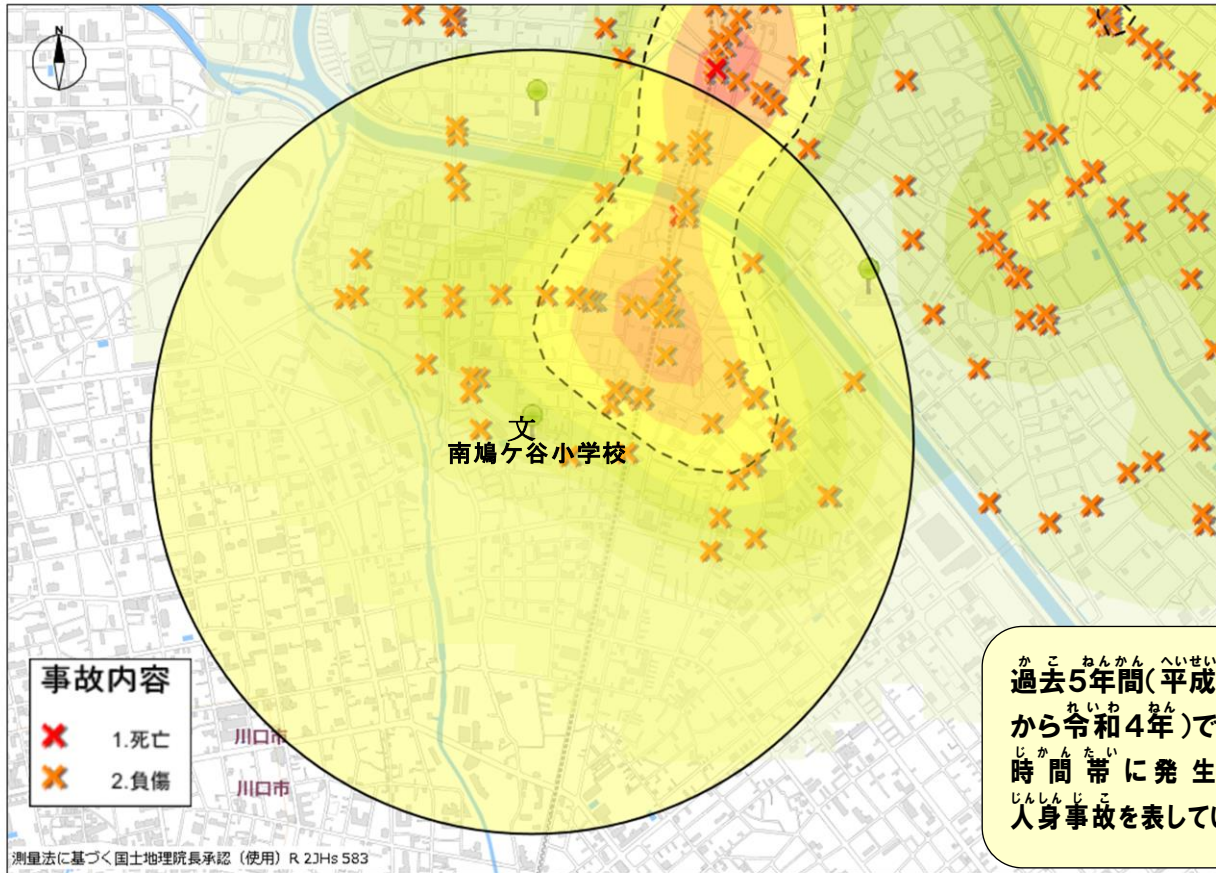 N
文
南鳩ケ谷小学校
事故内容
1.死亡
2.負傷
川口市
川口市
過去5年間(平成
から令和4年)で
時間帯に発生
人身事故を表してい
かこ ねんかん へいせい
れいわ ねん
じかんたい
じんしんじこ
測量法に基づく国土地理院長承認（使用）R 2JHs 583